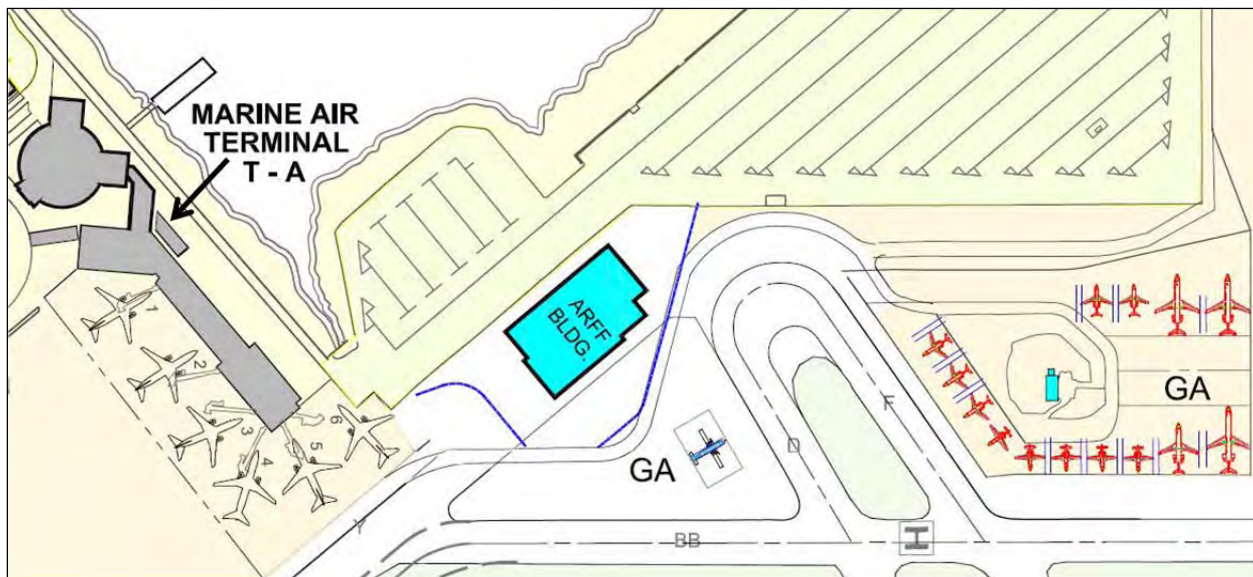 MARINE AIR
TERMINAL
T - A
ARFF
BLDG.
1
2
3
4
5
6
GA
GA
D
F
Y
BB
H